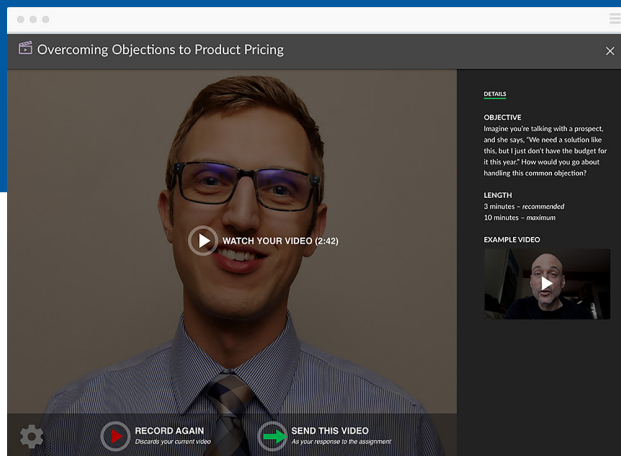 Overcoming Objections to Product Pricing
DETAILS
OBJECTIVE
Imagine you're talking with a prospect,
and she says, "We need a solution like
this, but I just don't have the budget for
it this year." How would you go about
handling this common objection?
LENGTH
3 minutes – recommended
10 minutes – maximum
EXAMPLE VIDEO
WATCH YOUR VIDEO (2:42)
RECORD AGAIN
Discards your current video
SEND THIS VIDEO
As your response to the assignment